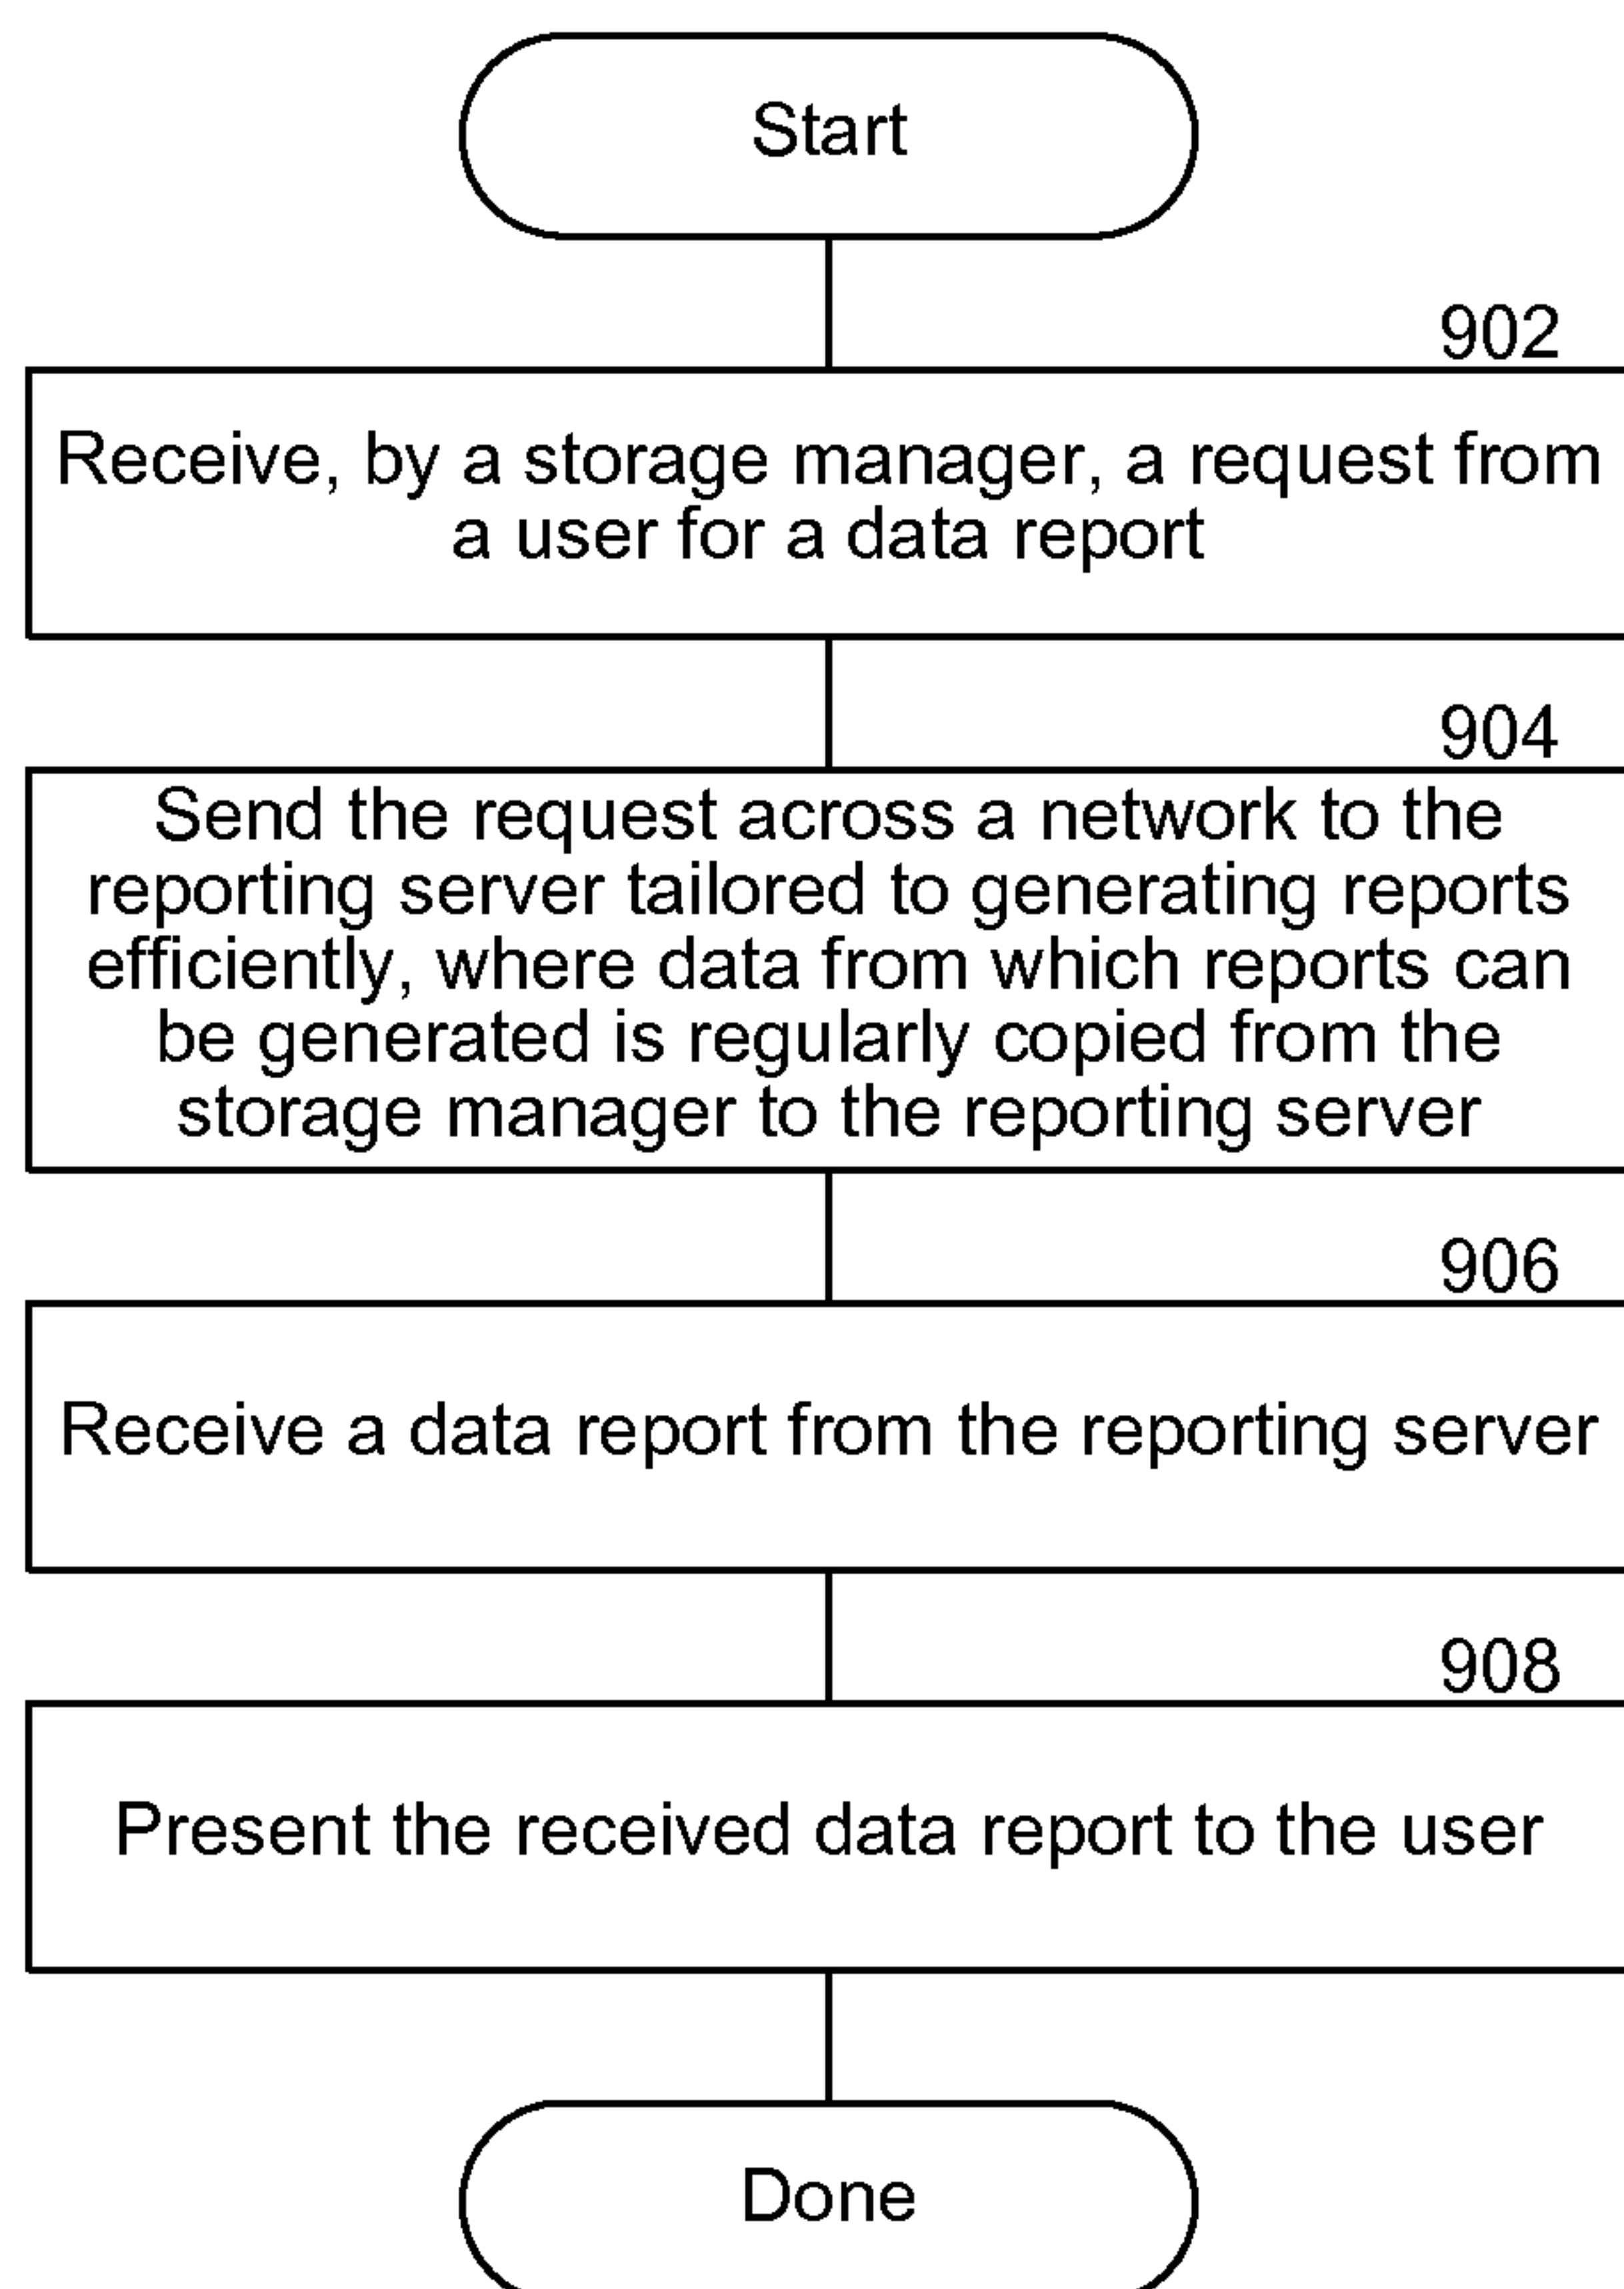 Start
902
Receive, by a storage manager, a request from
a user for a data report
904
Send the request across a network to the
reporting server tailored to generating reports
efficiently, where data from which reports can
be generated is regularly copied from the
storage manager to the reporting server
906
Receive a data report from the reporting server
908
Present the received data report to the user
Done